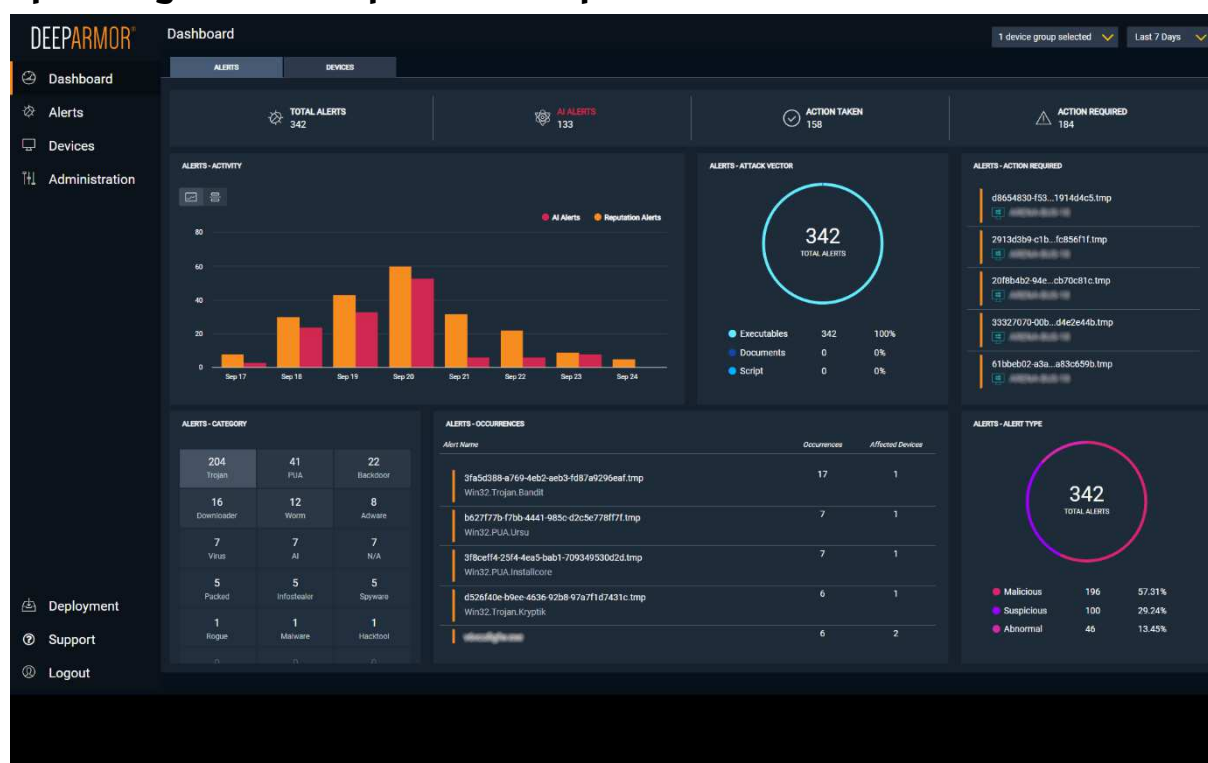 DEEPARMOR®
Dashboard
Alerts
Devices
Administration
Deployment
Support
Logout
Dashboard
1 device group selected
Last 7 Days
ALERTS
DEVICES
TOTAL ALERTS
342
AI ALERTS
133
ACTION TAKEN
158
ACTION REQUIRED
184
ALERTS - ACTIVITY
AI Alerts Reputation Alerts
80
60
40
20
0
Sep 17 Sep 18 Sep 19 Sep 20 Sep 21 Sep 22 Sep 23 Sep 24
ALERTS - ATTACK VECTOR
342
TOTAL ALERTS
Executables 342 100%
Documents 0 0%
Script 0 0%
ALERTS - ACTION REQUIRED
d8654830-f53...1914d4c5.tmp
2913d3b9-c1b...fc856f1f.tmp
20f8b4b2-94e...cb70c81c.tmp
33327070-00b...d4e2e44b.tmp
61bbeb02-a3a...a83c659b.tmp
ALERTS - CATEGORY
204 41 22
Trojan PUA Backdoor
16 12 8
Downloader Worm Adware
7 7 7
Virus AI N/A
5 5 5
Packed Infostealer Spyware
1 1 1
Rogue Malware Hacktool
0 0 0
ALERTS - OCCURRENCES
Alert Name Occurrences Affected Devices
3fa5d388-a769-4eb2-aeb3-fd87a9296eaf.tmp 17 1
Win32.Trojan.Bandit
b627f77b-f7bb-4441-985c-d2c5e778ff7f.tmp 7 1
Win32.PUA.Ursu
3f8ceff4-25f4-4ea5-bab1-709349530d2d.tmp 7 1
Win32.PUA.Installcore
d526f40e-b9ee-4636-92b8-97a7f1d7431c.tmp 6 1
Win32.Trojan.Kryptik
6 2
ALERTS - ALERT TYPE
342
TOTAL ALERTS
Malicious 196 57.31%
Suspicious 100 29.24%
Abnormal 46 13.45%